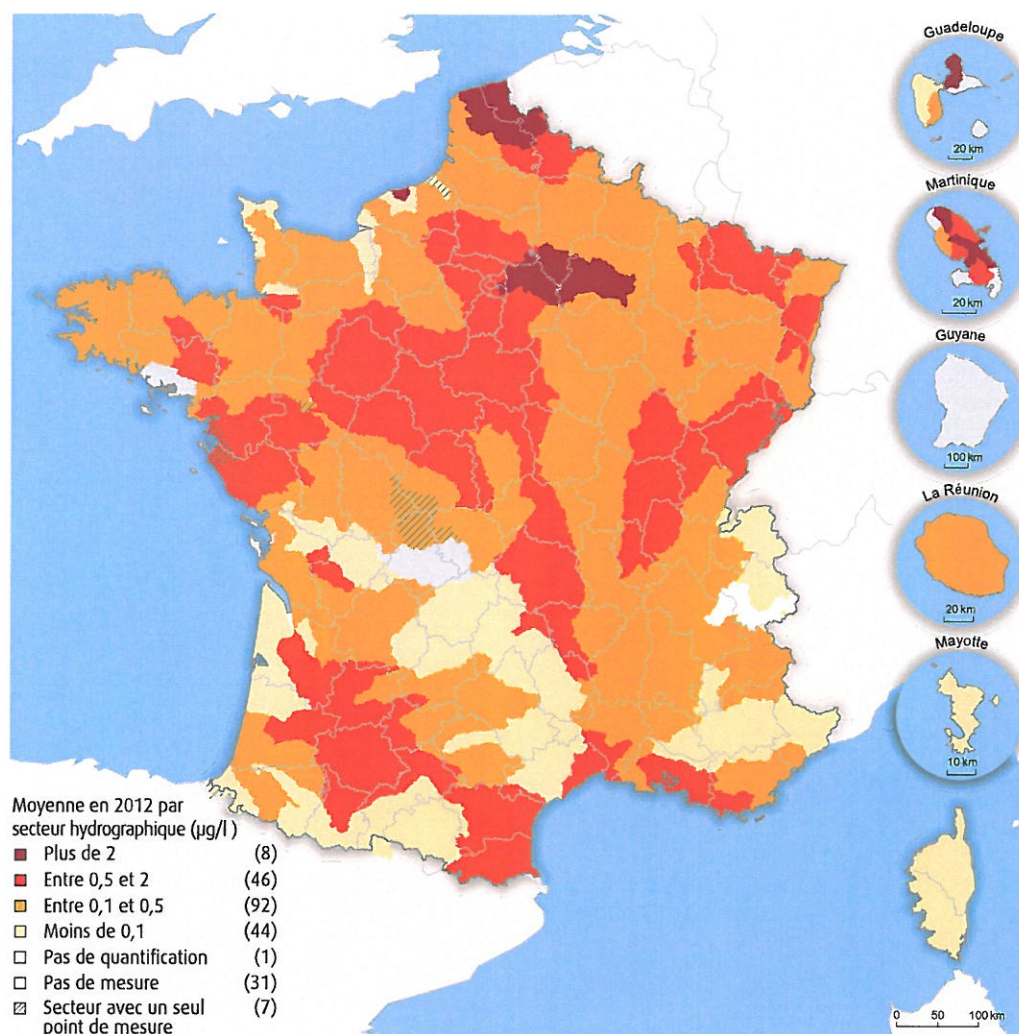 Guadeloupe
20 km
Martinique
20 km
Guyane
100 km
La Réunion
20 km
Mayotte
10 km
Moyenne en 2012 par
secteur hydrographique (µg/l )
Plus de 2 (8)
Entre 0,5 et 2 (46)
Entre 0,1 et 0,5 (92)
Moins de 0,1 (44)
Pas de quantification (1)
Pas de mesure (31)
Secteur avec un seul (7)
point de mesure
0 50 100 km